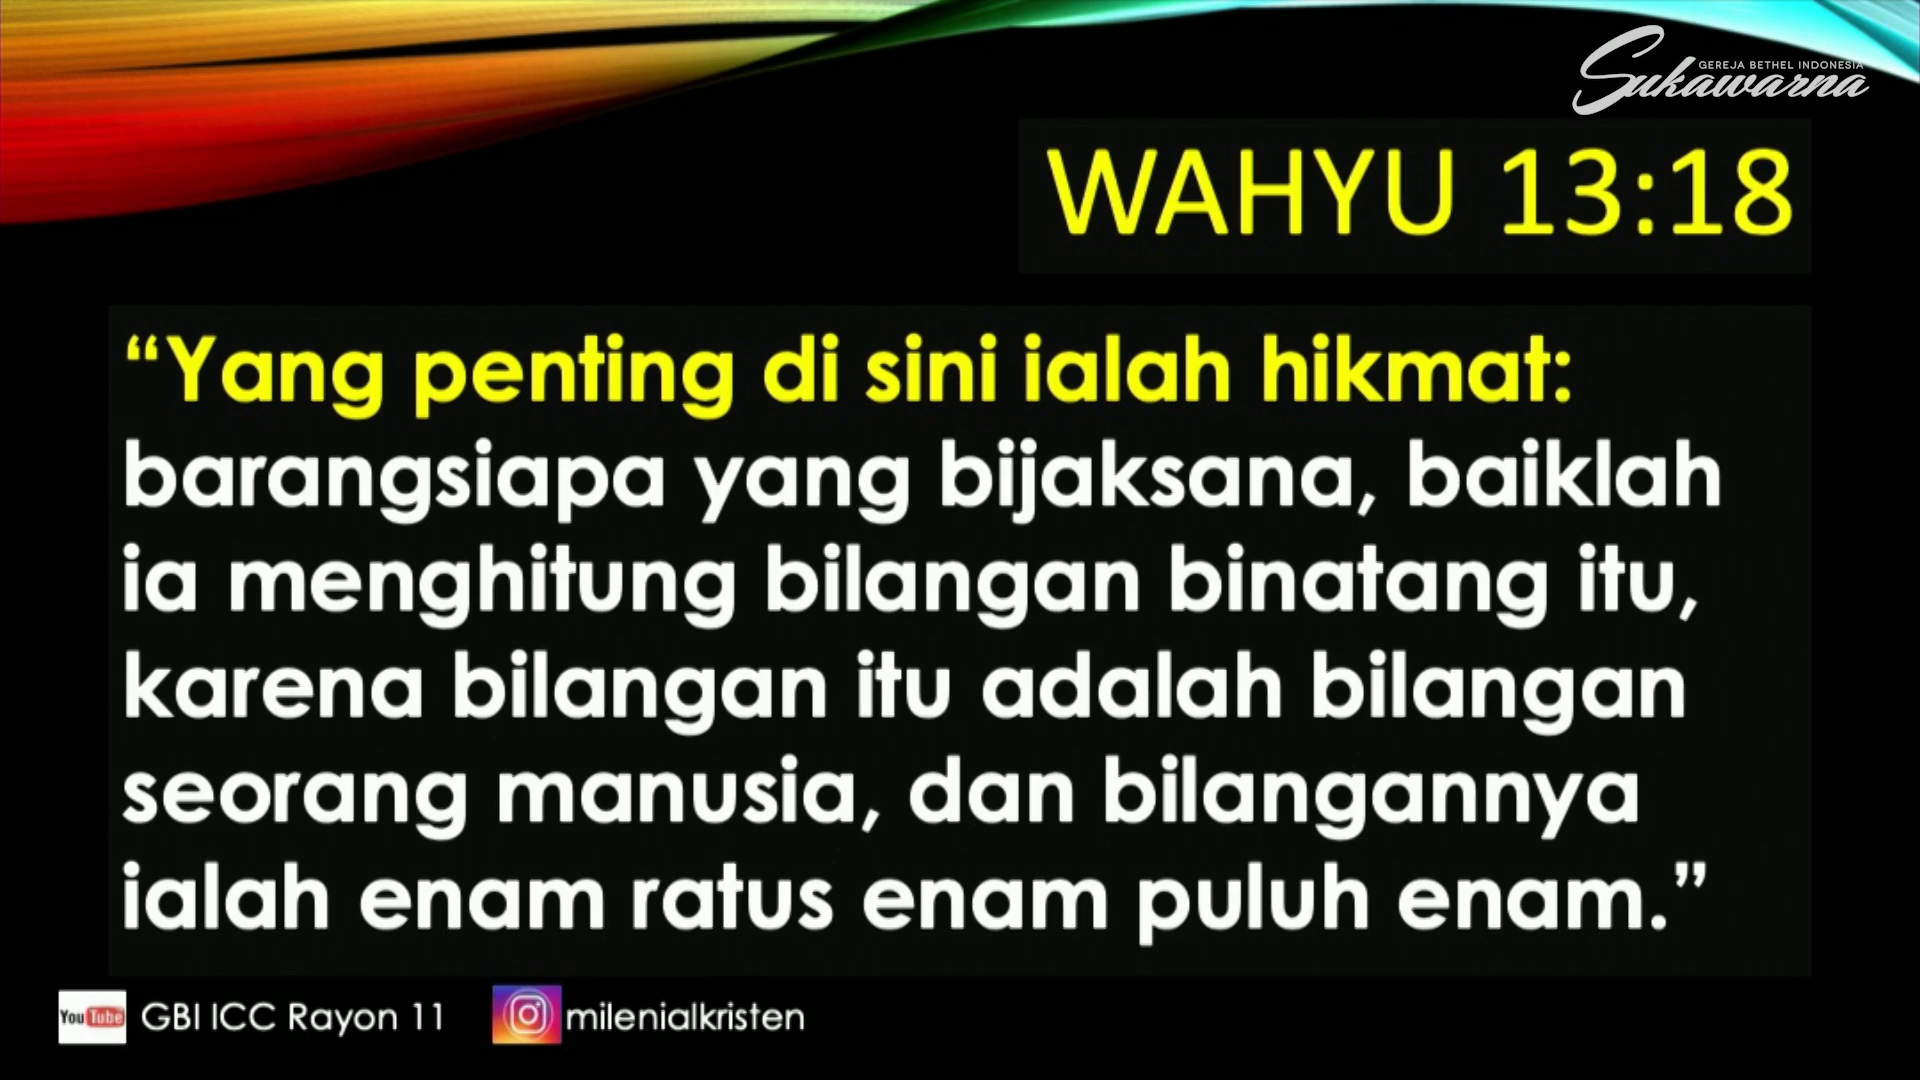 GEREJA BETHEL INDONESIA
Sukawarna
WAHYU 13:18
“Yang penting di sini ialah hikmat:
barangsiapa yang bijaksana, baiklah
ia menghitung bilangan binatang itu,
karena bilangan itu adalah bilangan
seorang manusia, dan bilangannya
ialah enam ratus enam puluh enam.”
YouTube GBI ICC Rayon 11 milenialkristen